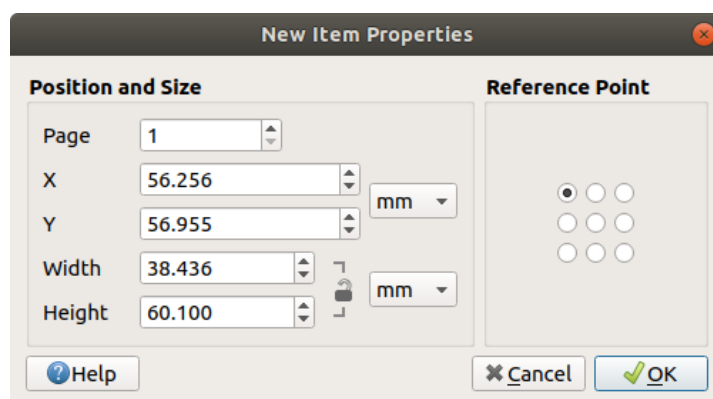 New Item Properties
Position and Size
Reference Point
Page 1
X 56.256
mm
Y 56.955
Width 38.436
mm
Height 60.100
Help
Cancel
OK